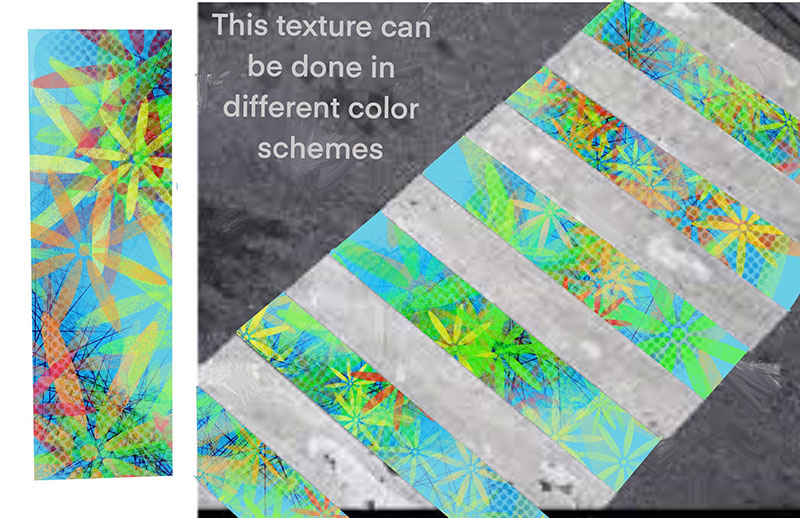 This texture can
be done in
different color
schemes